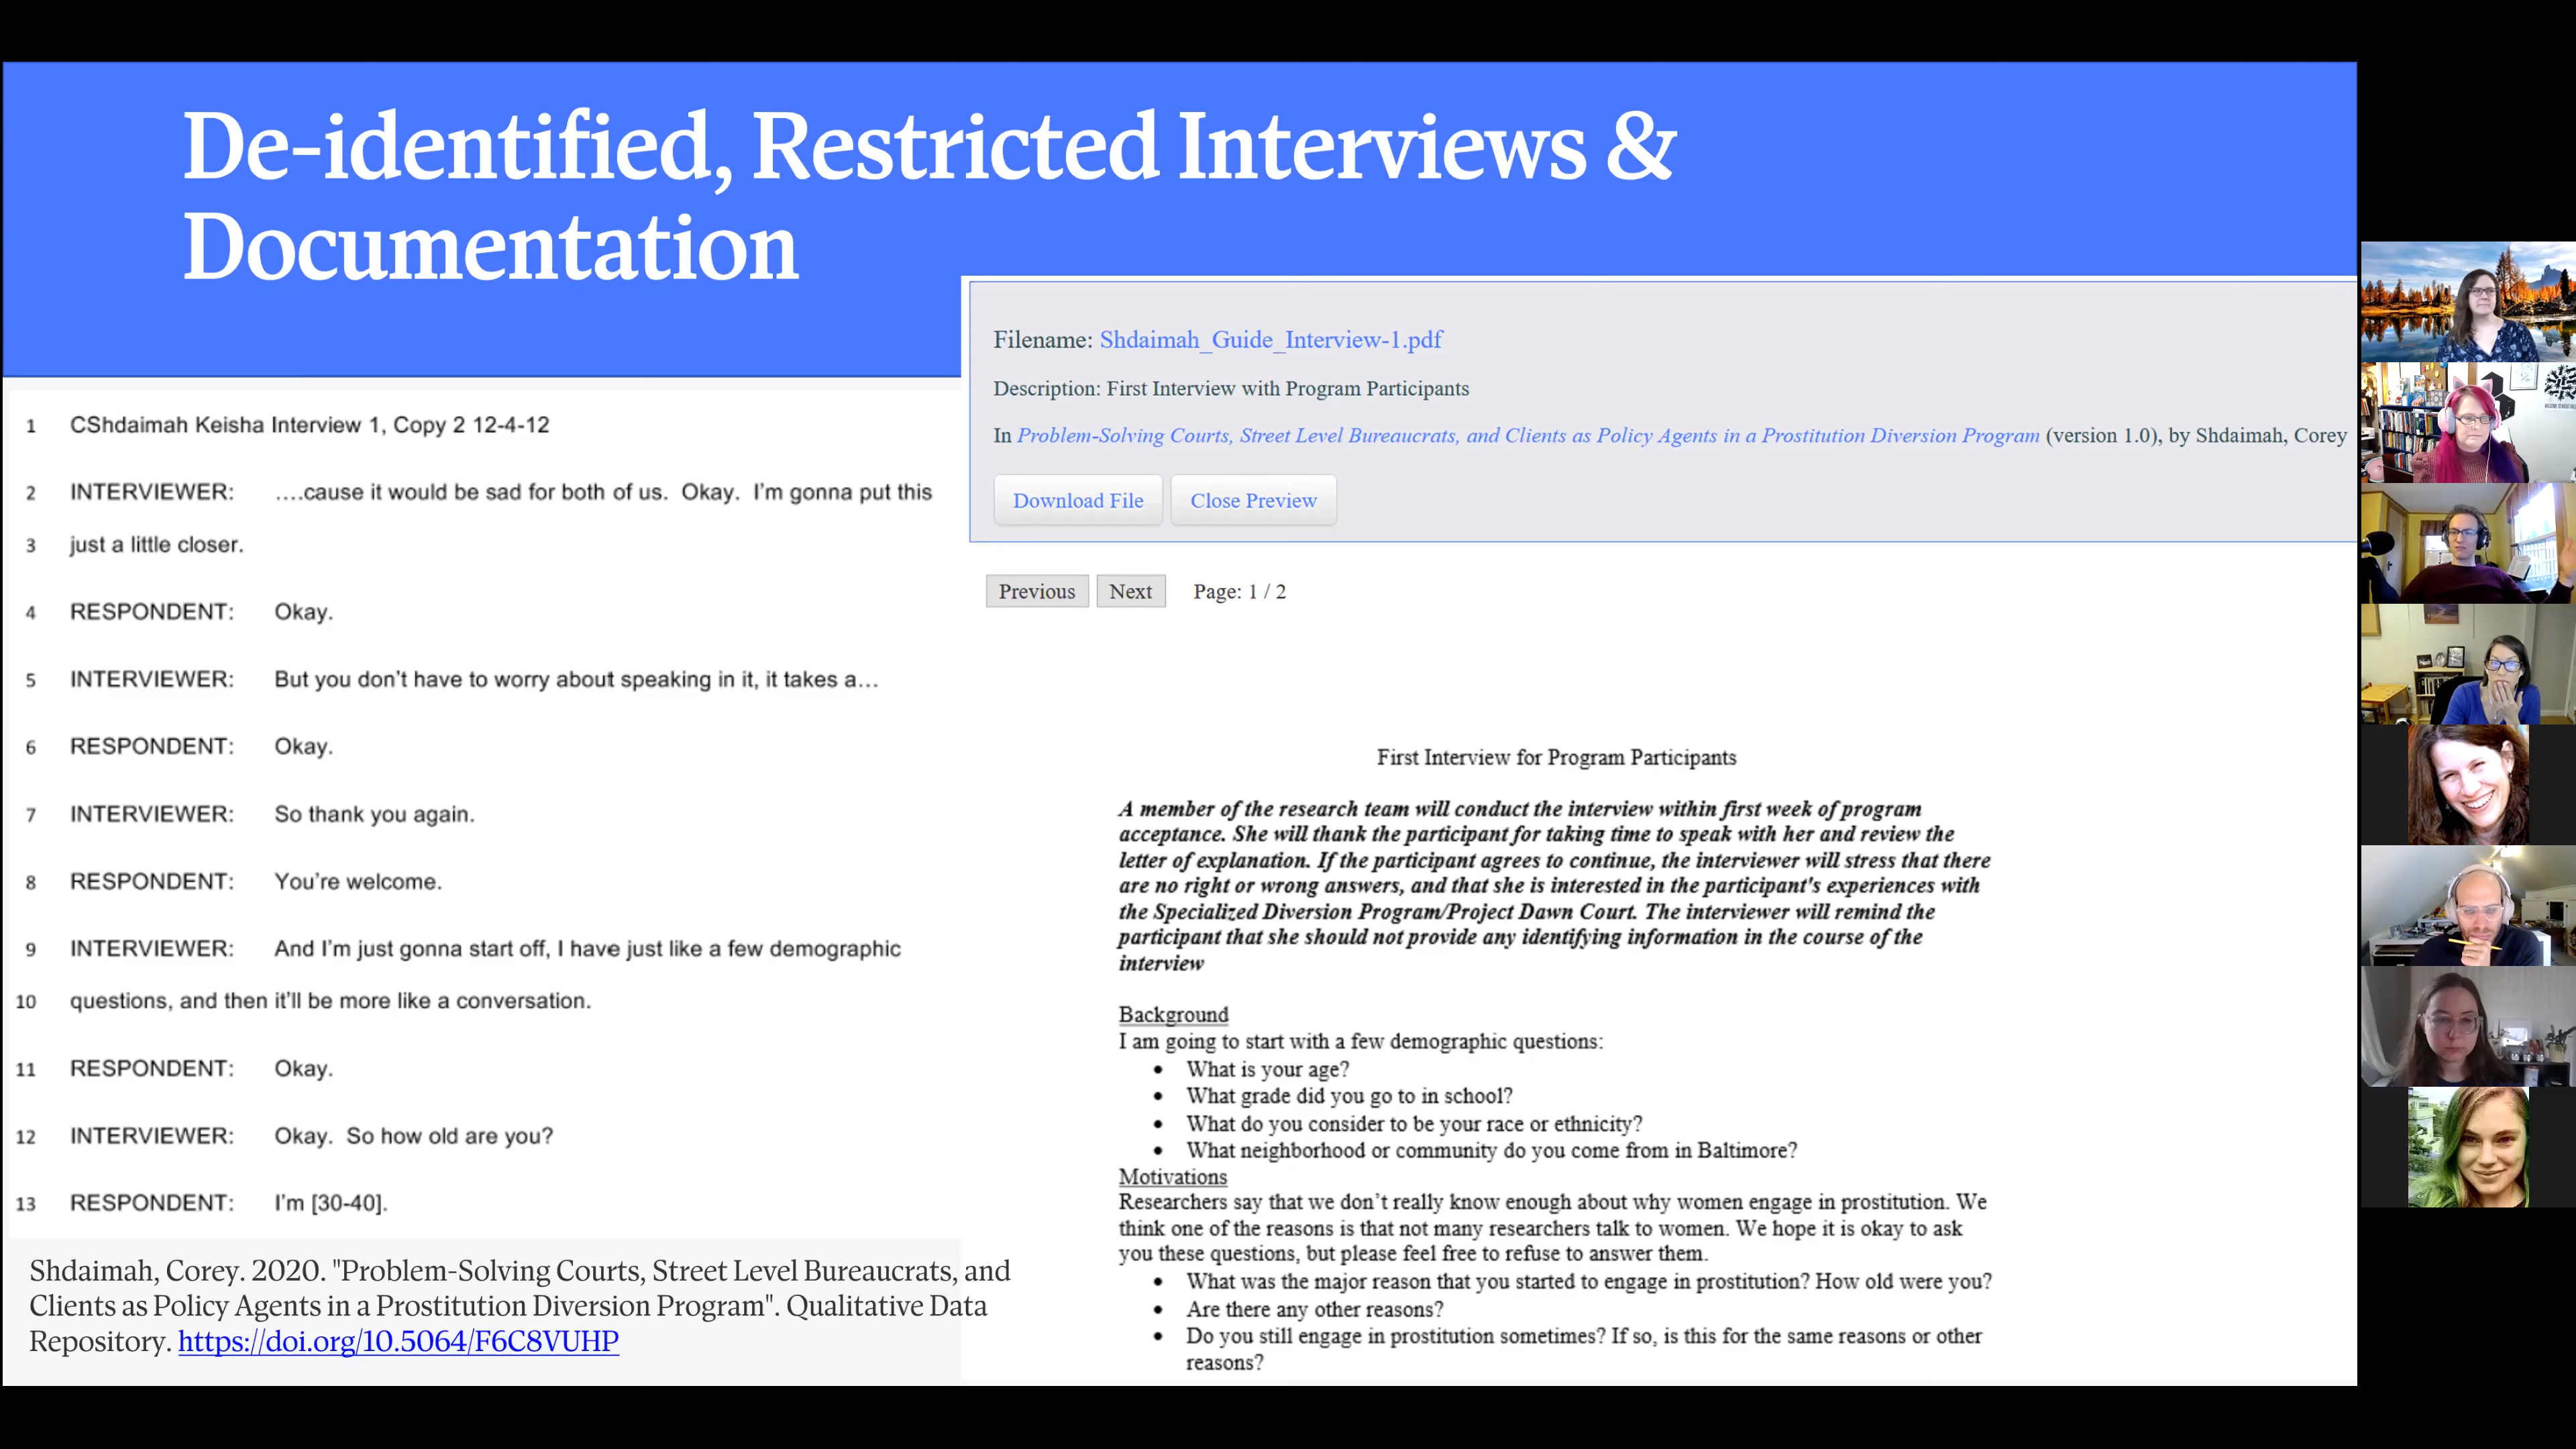 De-identified, Restricted Interviews &
Documentation
1 CShdaimah Keisha Interview 1, Copy 2 12-4-12
2 INTERVIEWER: ....cause it would be sad for both of us. Okay. I'm gonna put this
3 just a little closer.
4 RESPONDENT: Okay.
5 INTERVIEWER: But you don't have to worry about speaking in it, it takes a...
6 RESPONDENT: Okay.
7 INTERVIEWER: So thank you again.
8 RESPONDENT: You're welcome.
9 INTERVIEWER: And I'm just gonna start off, I have just like a few demographic
10 questions, and then it'll be more like a conversation.
11 RESPONDENT: Okay.
12 INTERVIEWER: Okay. So how old are you?
13 RESPONDENT: I'm [30-40].
Shdaimah, Corey. 2020. "Problem-Solving Courts, Street Level Bureaucrats, and
Clients as Policy Agents in a Prostitution Diversion Program". Qualitative Data
Repository. https://doi.org/10.5064/F6C8VUHP
Filename: Shdaimah_Guide_Interview-1.pdf
Description: First Interview with Program Participants
In Problem-Solving Courts, Street Level Bureaucrats, and Clients as Policy Agents in a Prostitution Diversion Program (version 1.0), by Shdaimah, Corey
Download File Close Preview
Previous Next Page: 1 / 2
First Interview for Program Participants
A member of the research team will conduct the interview within first week of program
acceptance. She will thank the participant for taking time to speak with her and review the
letter of explanation. If the participant agrees to continue, the interviewer will stress that there
are no right or wrong answers, and that she is interested in the participant's experiences with
the Specialized Diversion Program/Project Dawn Court. The interviewer will remind the
participant that she should not provide any identifying information in the course of the
interview
Background
I am going to start with a few demographic questions:
• What is your age?
• What grade did you go to in school?
• What do you consider to be your race or ethnicity?
• What neighborhood or community do you come from in Baltimore?
Motivations
Researchers say that we don't really know enough about why women engage in prostitution. We
think one of the reasons is that not many researchers talk to women. We hope it is okay to ask
you these questions, but please feel free to refuse to answer them.
• What was the major reason that you started to engage in prostitution? How old were you?
• Are there any other reasons?
• Do you still engage in prostitution sometimes? If so, is this for the same reasons or other
reasons?